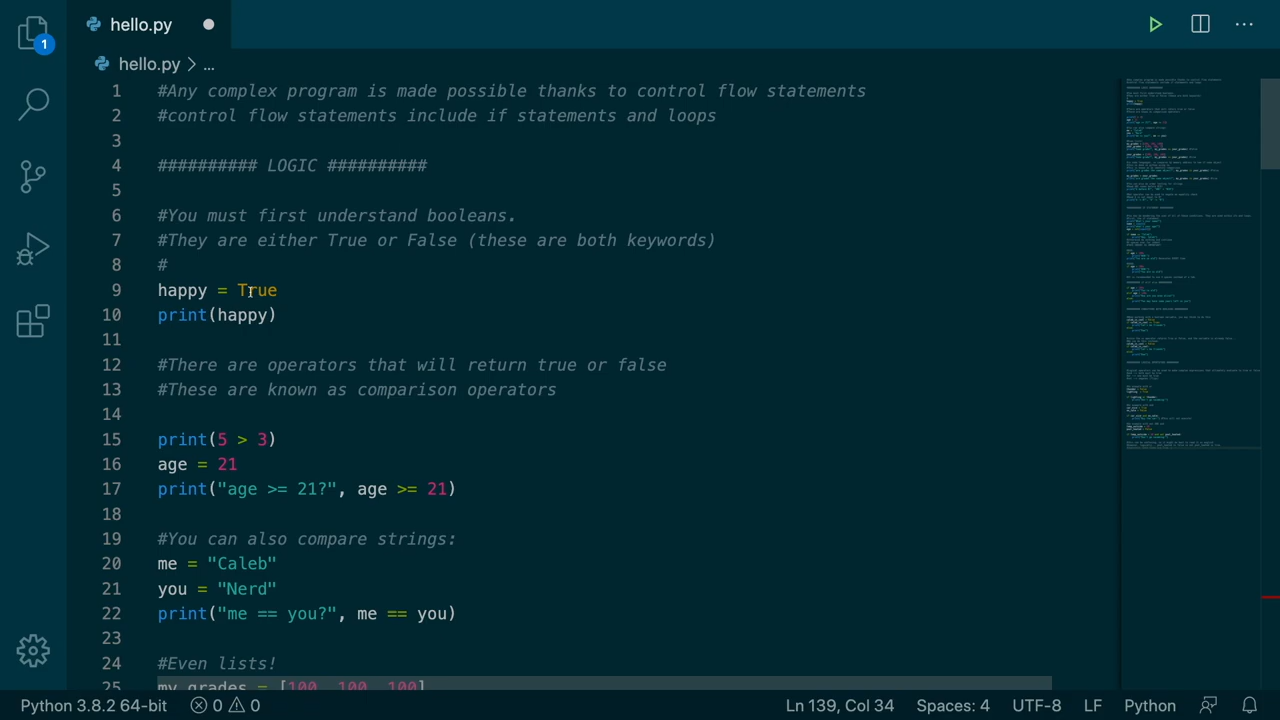 hello.py
1
hello.py > ...
1 #Any complex program is made possible thanks to control flow statements
2 #control flow statements include if statements and loops
3
4 ########## LOGIC ##########
5
6 #You must first understand booleans.
7 #They are either True or False (these are both keywords)
8 #
9 happy = True
10 print(happy)
11
12 #There are operators that will return true or false
13 #These are known as comparison operators
14
15 print(5 > 3)
16 age = 21
17 print("age >= 21?", age >= 21)
18
19 #You can also compare strings:
20 me = "Caleb"
21 you = "Nerd"
22 print("me == you?", me == you)
23
24 #Even lists!
25 my_grades = [100, 100, 100]
Python 3.8.2 64-bit 0 0 Ln 139, Col 34 Spaces: 4 UTF-8 LF Python